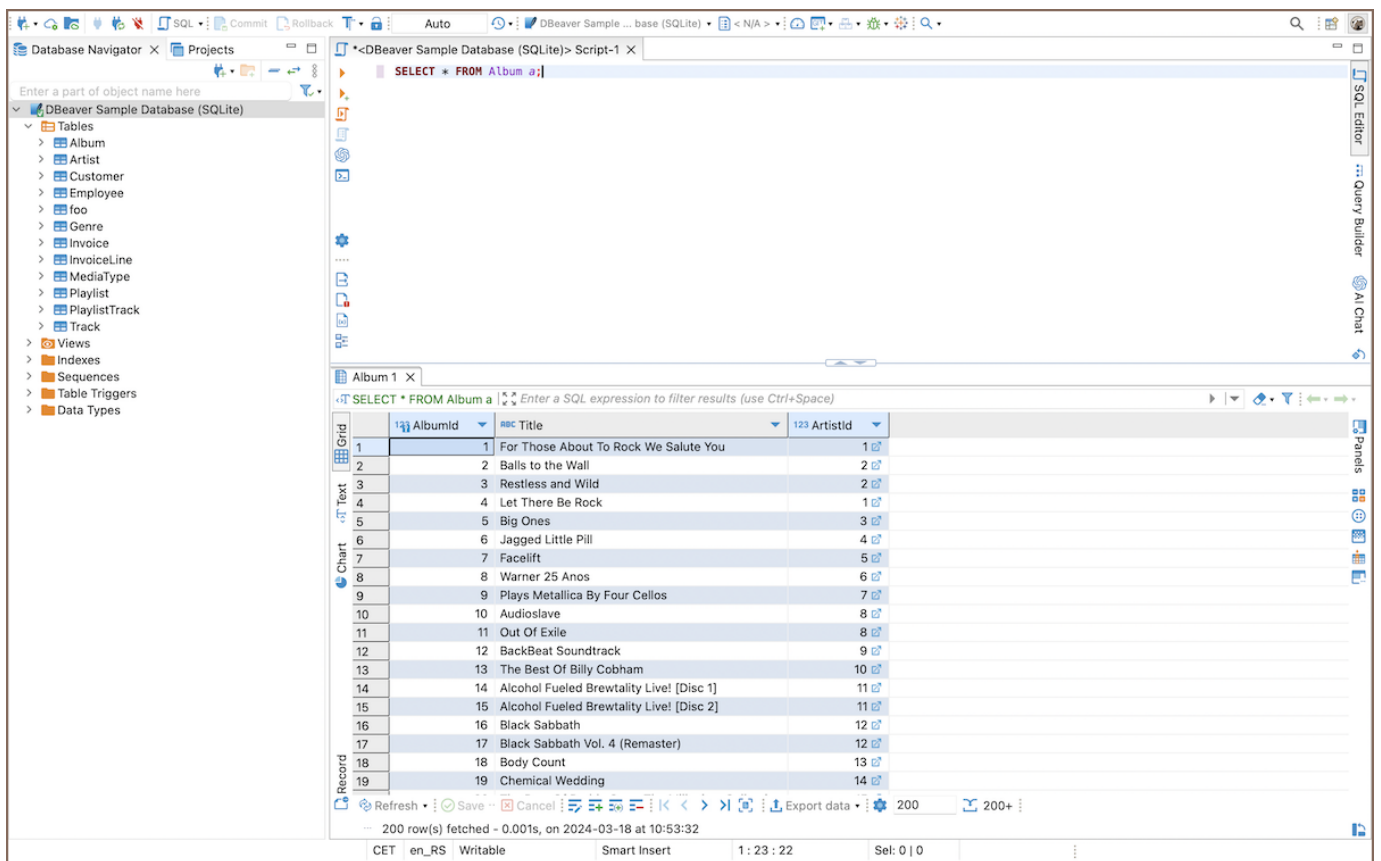 SQL Commit Rollback Auto DBeaver Sample ... base (SQLite) < N/A >
Database Navigator Projects
Enter a part of object name here
DBeaver Sample Database (SQLite)
Tables
Album
Artist
Customer
Employee
foo
Genre
Invoice
InvoiceLine
MediaType
Playlist
PlaylistTrack
Track
Views
Indexes
Sequences
Table Triggers
Data Types
*<DBeaver Sample Database (SQLite)> Script-1
SELECT * FROM Album a;
SQL Editor
Query Builder
AI Chat
Album 1
SELECT * FROM Album a Enter a SQL expression to filter results (use Ctrl+Space)
Grid
Text
Chart
Record
123 AlbumId ABC Title 123 ArtistId
1 1 For Those About To Rock We Salute You 1
2 2 Balls to the Wall 2
3 3 Restless and Wild 2
4 4 Let There Be Rock 1
5 5 Big Ones 3
6 6 Jagged Little Pill 4
7 7 Facelift 5
8 8 Warner 25 Anos 6
9 9 Plays Metallica By Four Cellos 7
10 10 Audioslave 8
11 11 Out Of Exile 8
12 12 BackBeat Soundtrack 9
13 13 The Best Of Billy Cobham 10
14 14 Alcohol Fueled Brewtality Live! [Disc 1] 11
15 15 Alcohol Fueled Brewtality Live! [Disc 2] 11
16 16 Black Sabbath 12
17 17 Black Sabbath Vol. 4 (Remaster) 12
18 18 Body Count 13
19 19 Chemical Wedding 14
Panels
Refresh Save Cancel Export data 200 200+
200 row(s) fetched - 0.001s, on 2024-03-18 at 10:53:32
CET en_RS Writable Smart Insert 1 : 23 : 22 Sel: 0 | 0